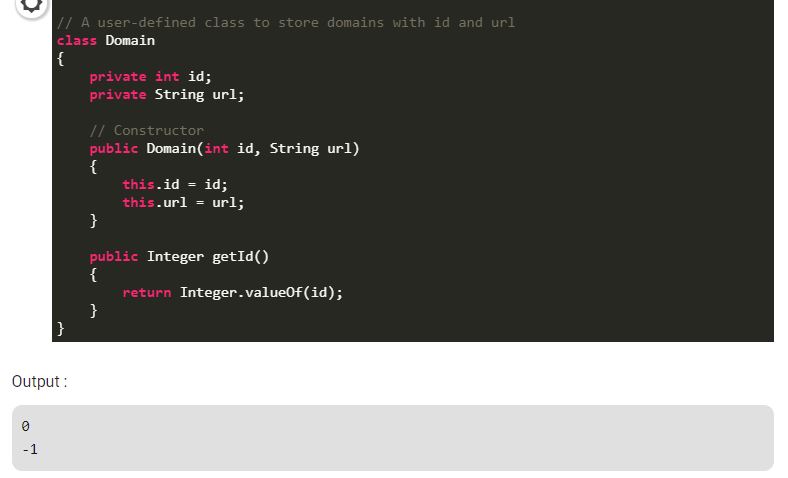 // A user-defined class to store domains with id and url
class Domain
{
    private int id;
    private String url;

    // Constructor
    public Domain(int id, String url)
    {
        this.id = id;
        this.url = url;
    }

    public Integer getId()
    {
        return Integer.valueOf(id);
    }
}
Output :
0
-1